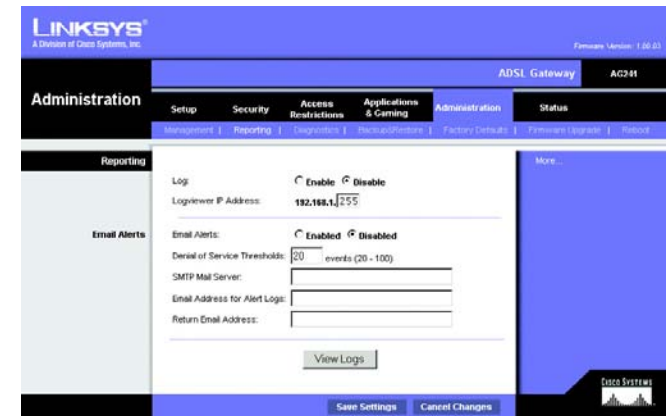 LINKSYS®
A Division of Cisco Systems, Inc.
Firmware Version: 1.00.03
ADSL Gateway AG241
Administration
Setup Security Access Restrictions Applications & Gaming Administration Status
Management | Reporting | Diagnostics | Backup&Restore | Factory Defaults | Firmware Upgrade | Reboot
Reporting
More...
Log: Enable Disable
Logviewer IP Address: 192.168.1.255
Email Alerts
Email Alerts: Enabled Disabled
Denial of Service Thresholds: 20 events (20 - 100)
SMTP Mail Server:
Email Address for Alert Logs:
Return Email Address:
View Logs
Save Settings Cancel Changes
CISCO SYSTEMS